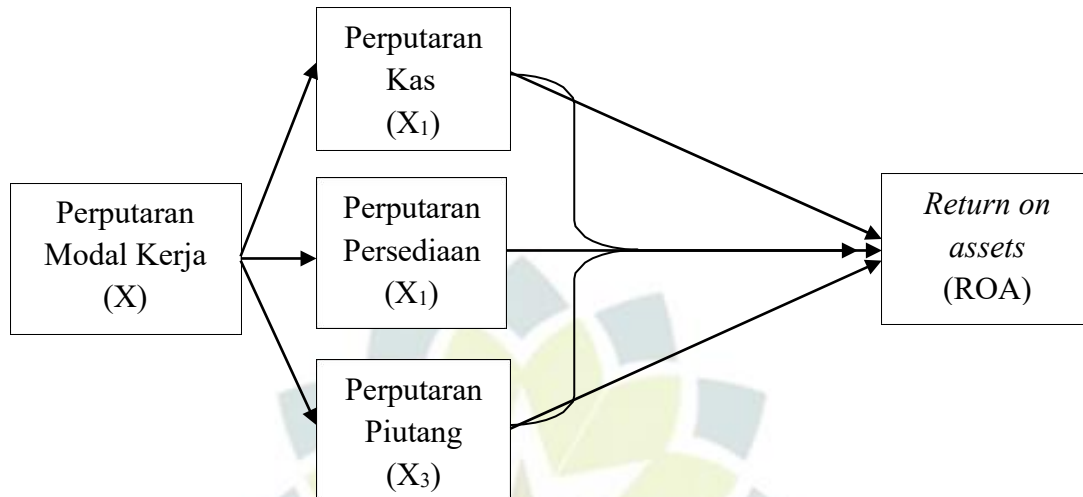 Perputaran
Kas
(X₁)
Perputaran
Modal Kerja
(X)
Perputaran
Persediaan
(X₁)
Return on
assets
(ROA)
Perputaran
Piutang
(X₃)